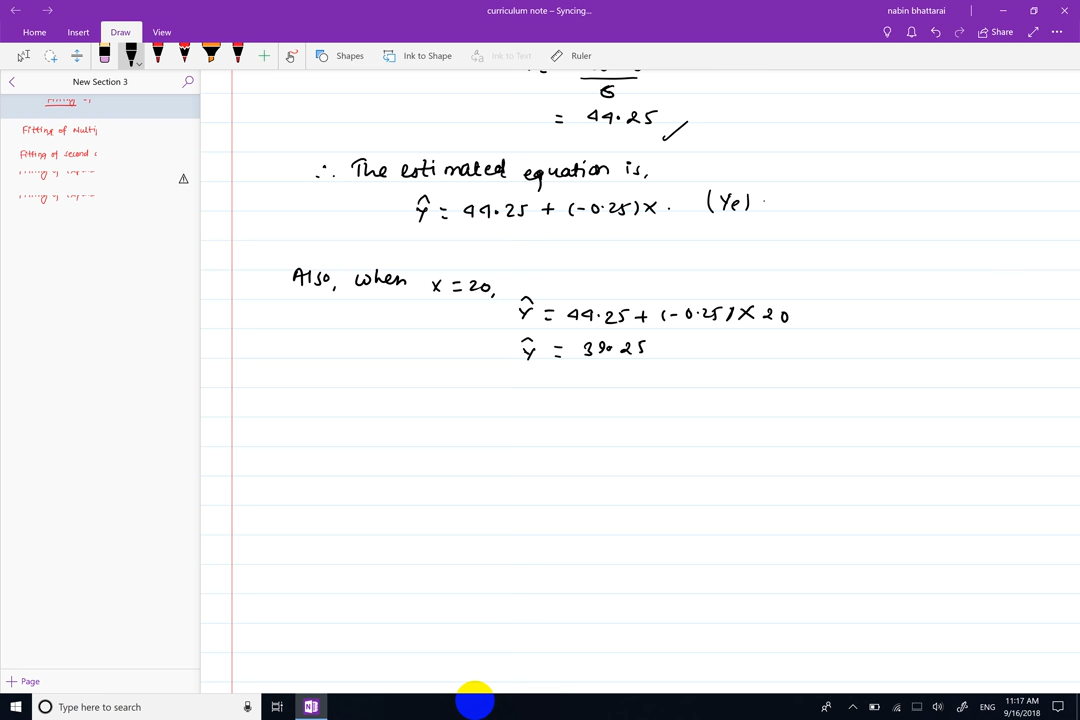 curriculum note – Syncing...
nabin bhattarai
Home Insert Draw View
Share
Shapes Ink to Shape Ink to Text Ruler
New Section 3
Fitting of Multip
Fitting of second o
6
= 44.25
∴ The estimated equation is,
Ŷ = 44.25 + (-0.25)X. (Ye)
Also, when X = 20,
Ŷ = 44.25 + (-0.25) X 20
Ŷ = 39.25
+ Page
Type here to search
ENG
11:17 AM
9/16/2018